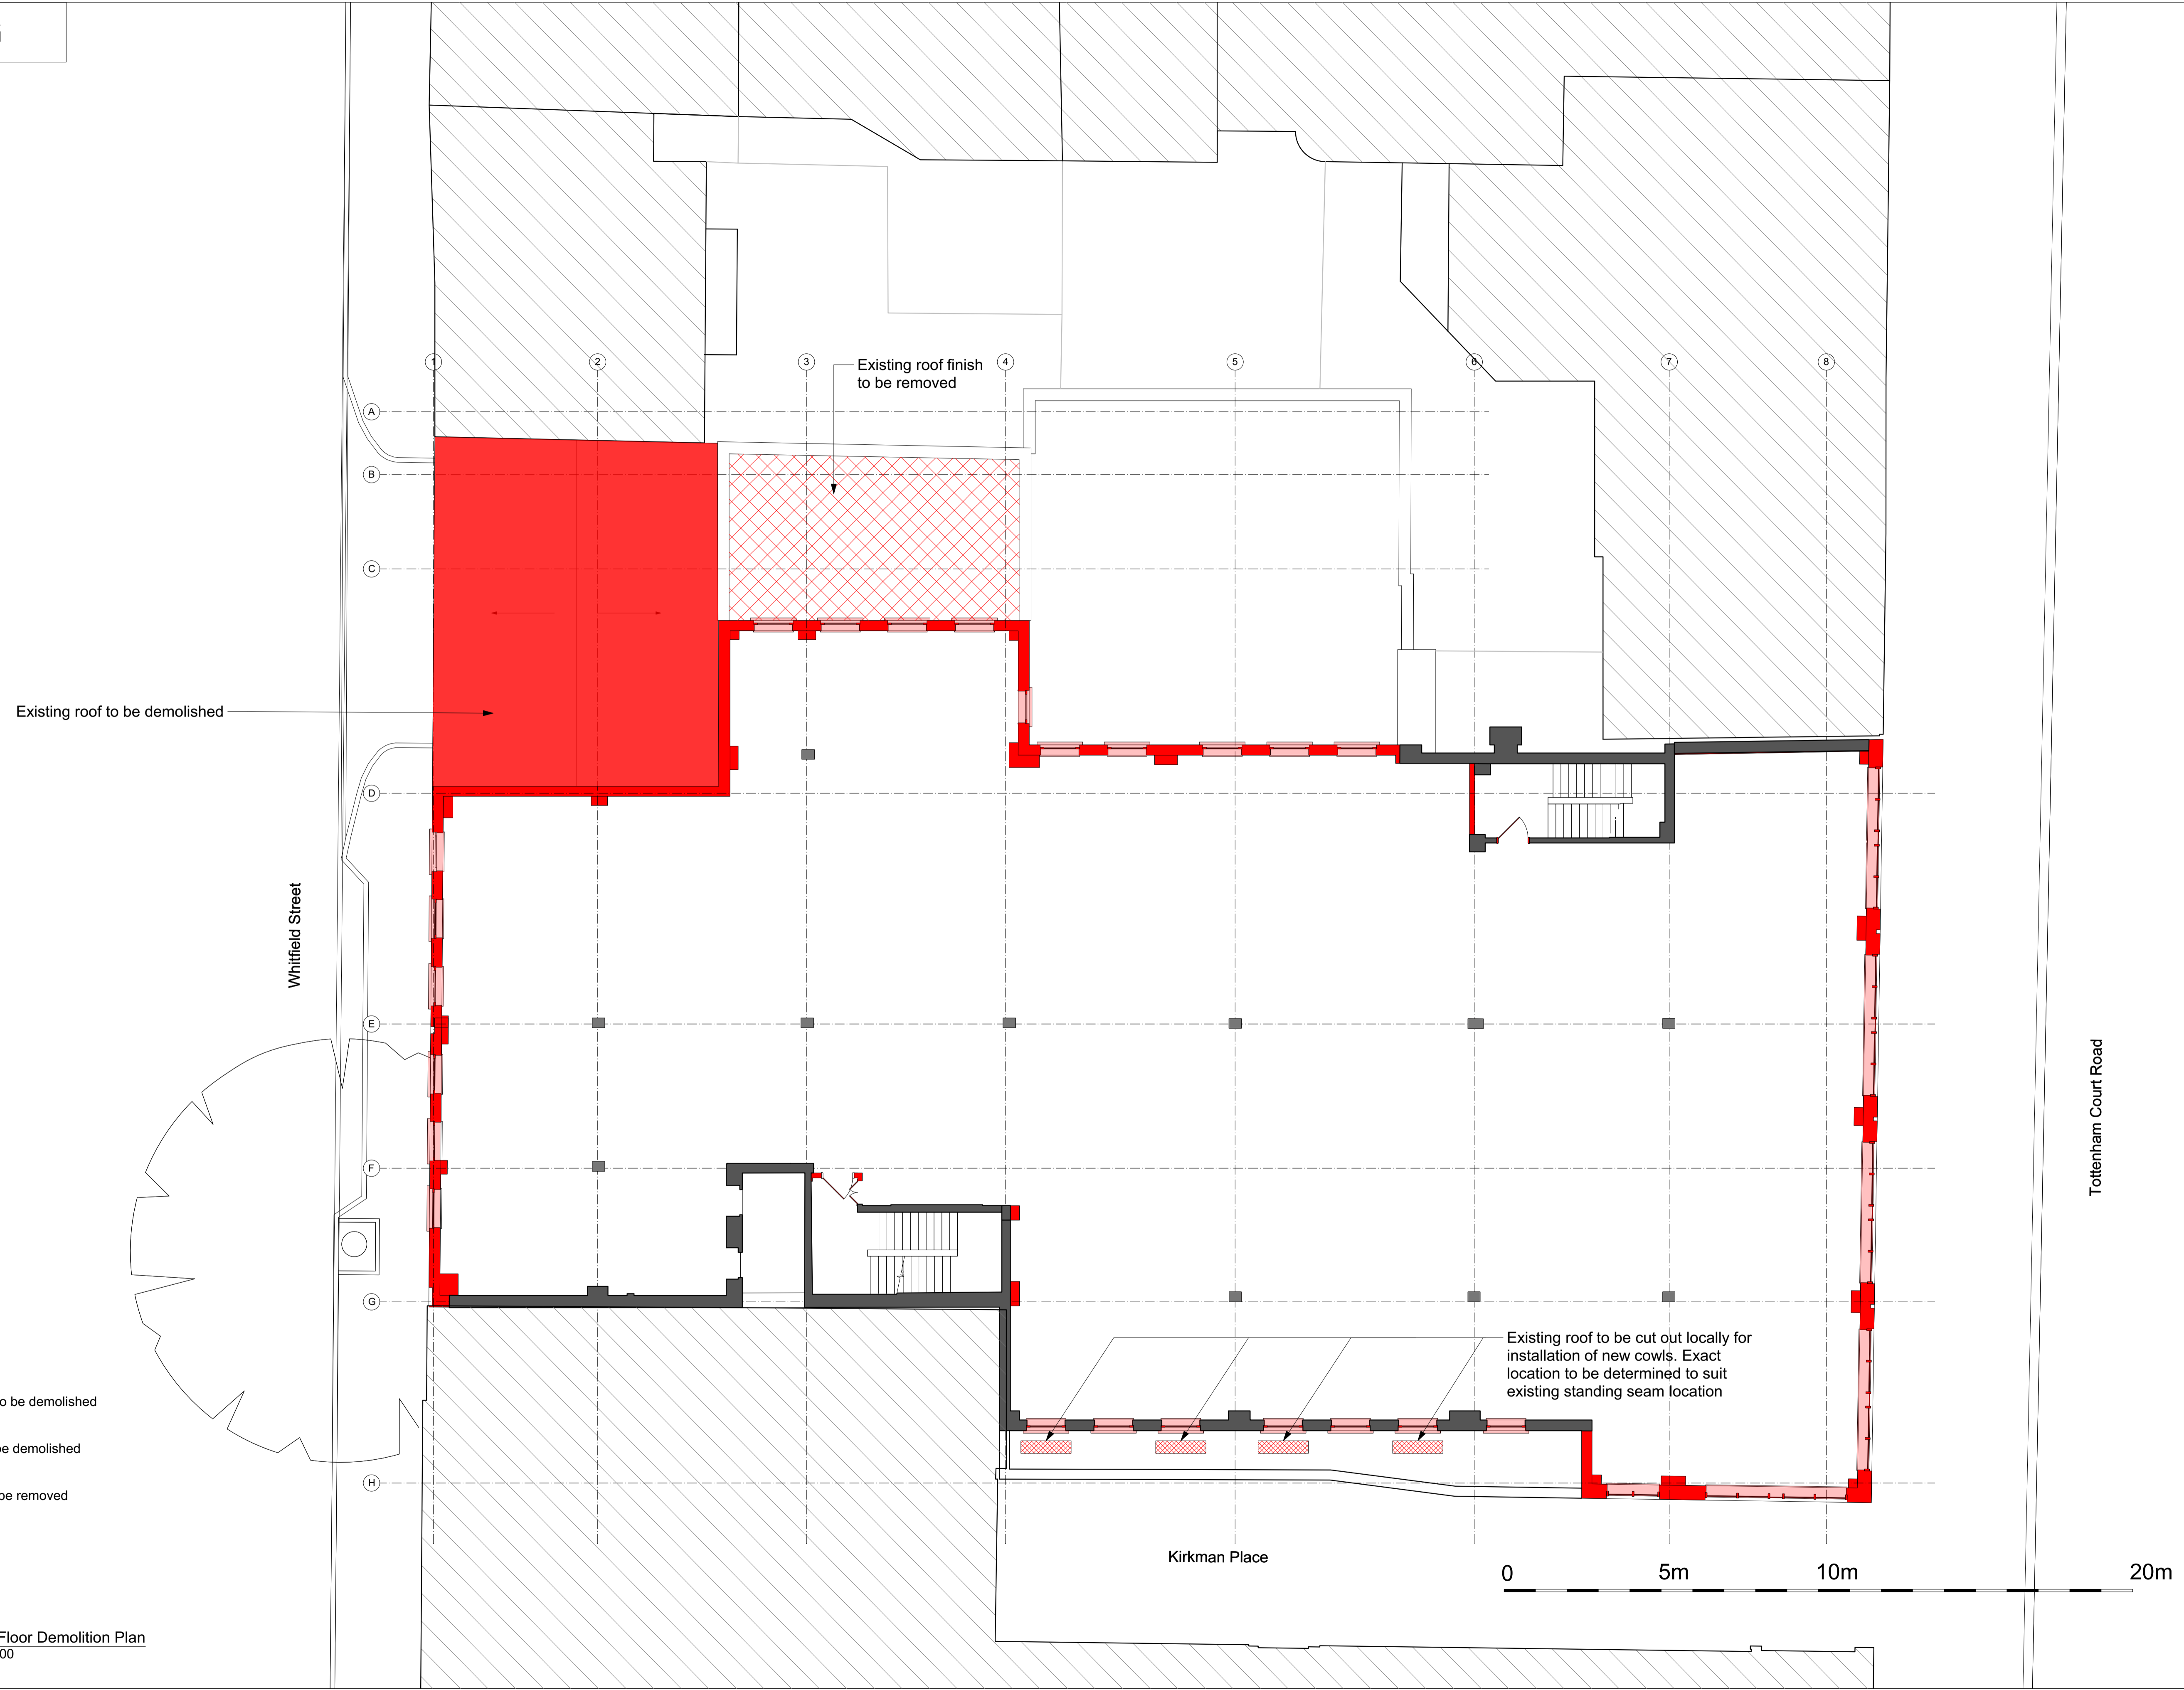 1
2
3
4
5
6
7
8
Existing roof finish
to be removed
A
B
C
Existing roof to be demolished
D
Whitfield Street
E
Tottenham Court Road
F
G
Existing roof to be cut out locally for
installation of new cowls. Exact
location to be determined to suit
existing standing seam location
to be demolished
be demolished
H
be removed
Kirkman Place
0
5m
10m
20m
Floor Demolition Plan
00